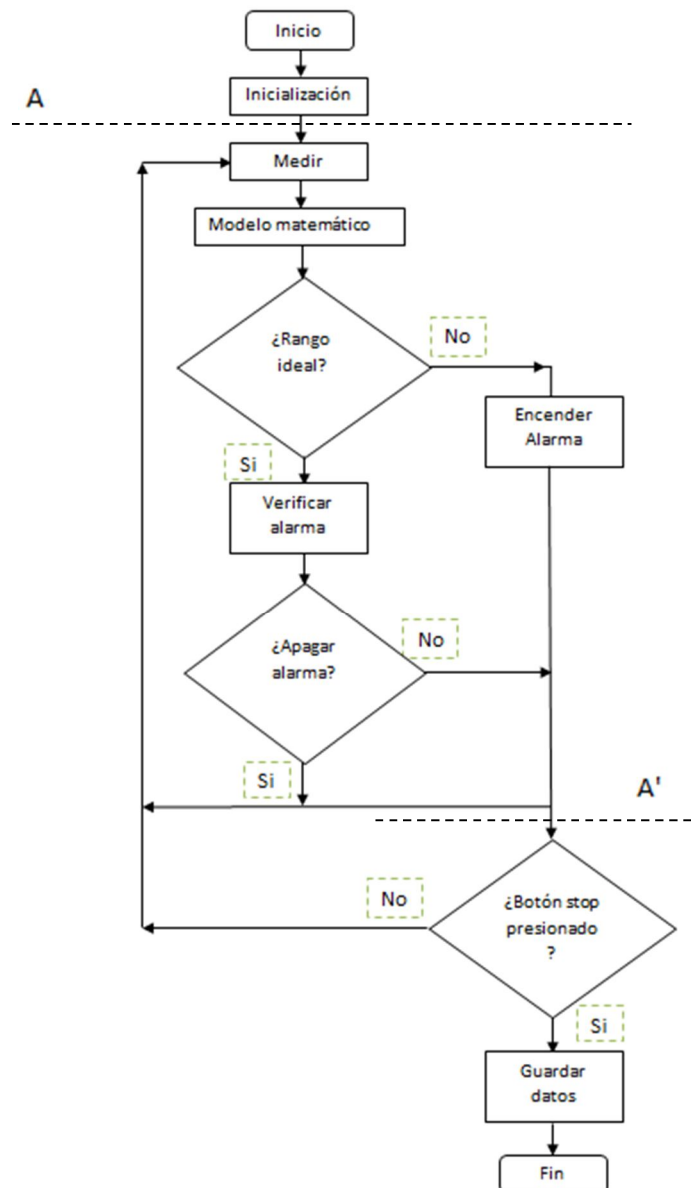 Inicio
A
Inicialización
Medir
Modelo matemático
¿Rango
ideal?
No
Encender
Alarma
Si
Verificar
alarma
¿Apagar
alarma?
No
Si
A'
¿Botón stop
presionado
?
No
Si
Guardar
datos
Fin